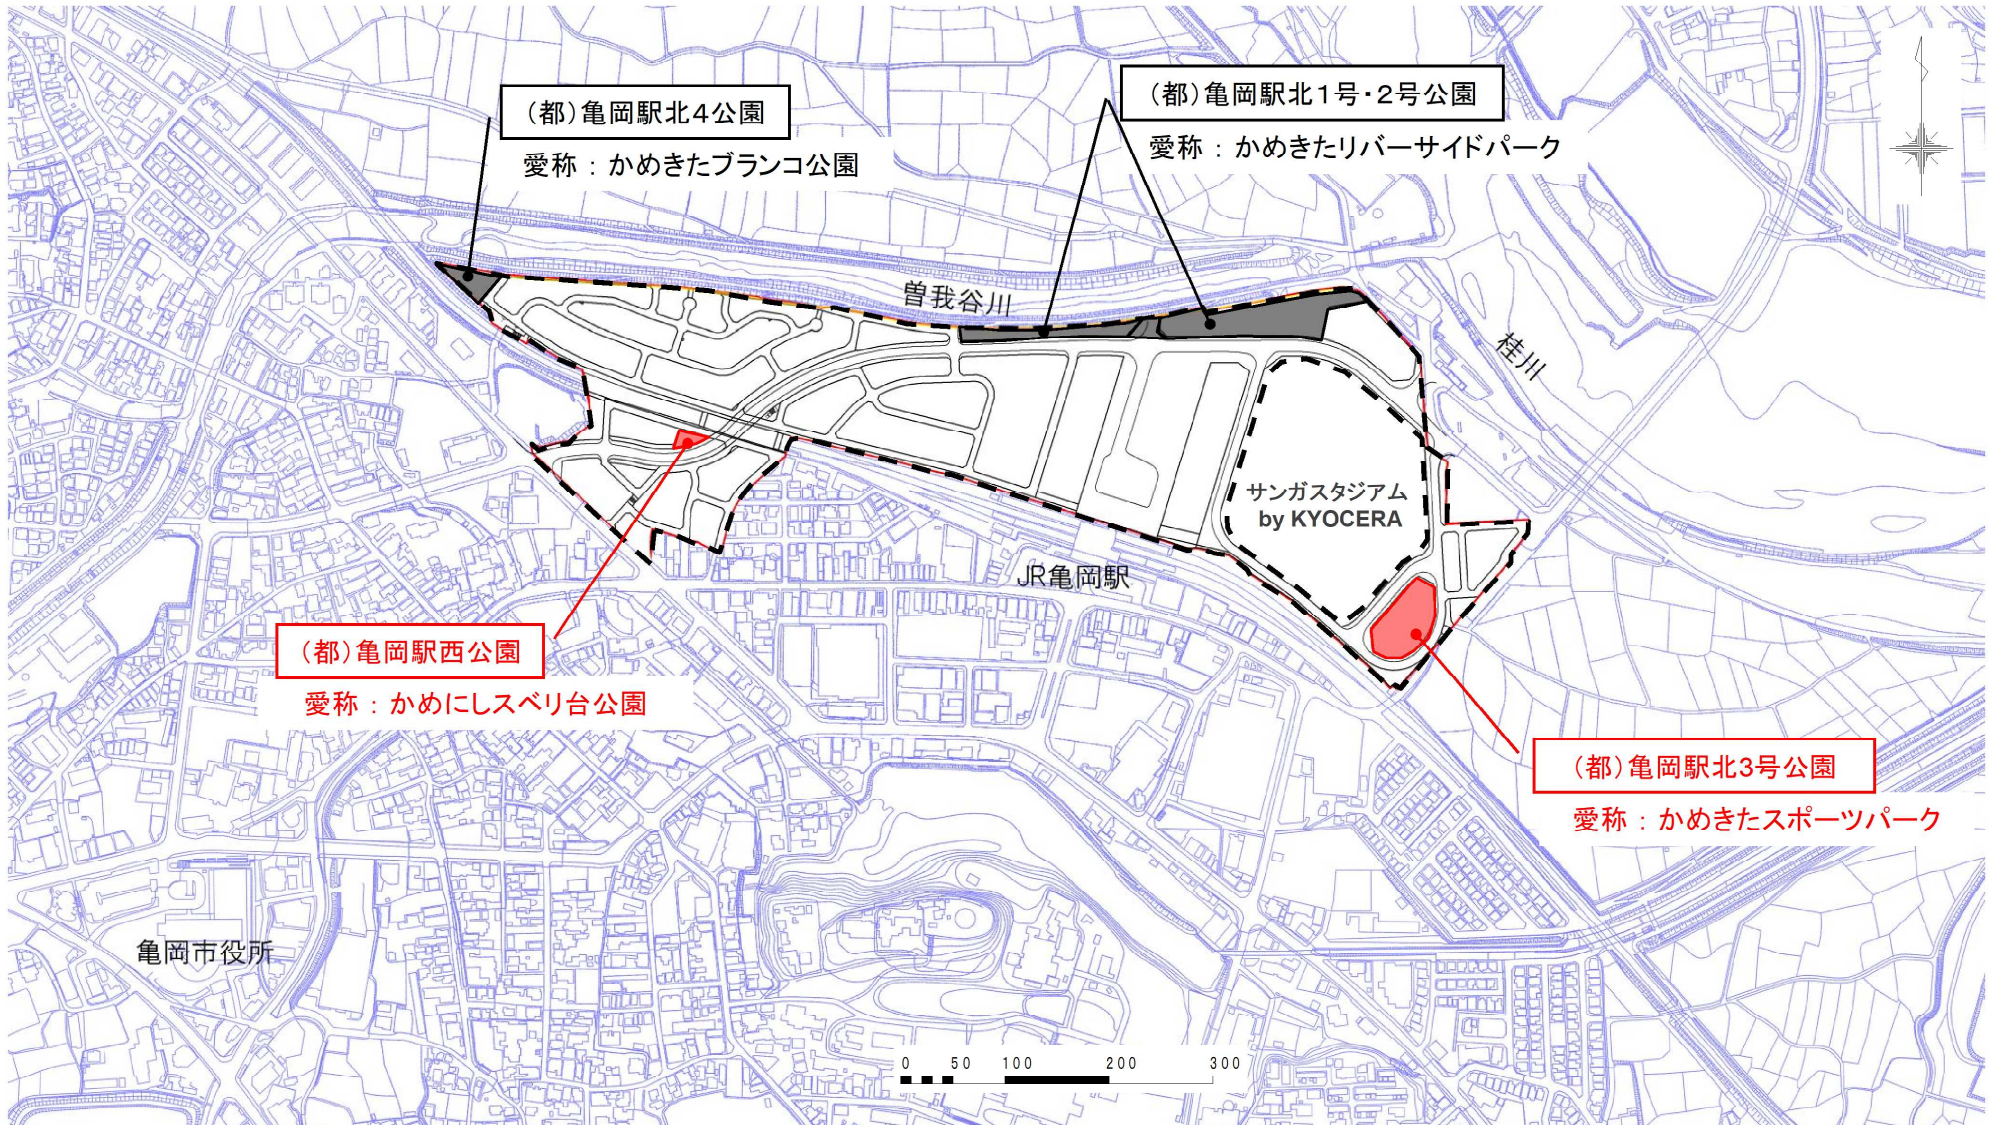 （都）亀岡駅北１号・２号公園
愛称：かめきたリバーサイドパーク
（都）亀岡駅北４公園
愛称：かめきたブランコ公園
曽我谷川
桂川
サンガスタジアム
by KYOCERA
JR亀岡駅
（都）亀岡駅西公園
愛称：かめにしスベリ台公園
（都）亀岡駅北3号公園
愛称：かめきたスポーツパーク
亀岡市役所
0 50 100 200 300